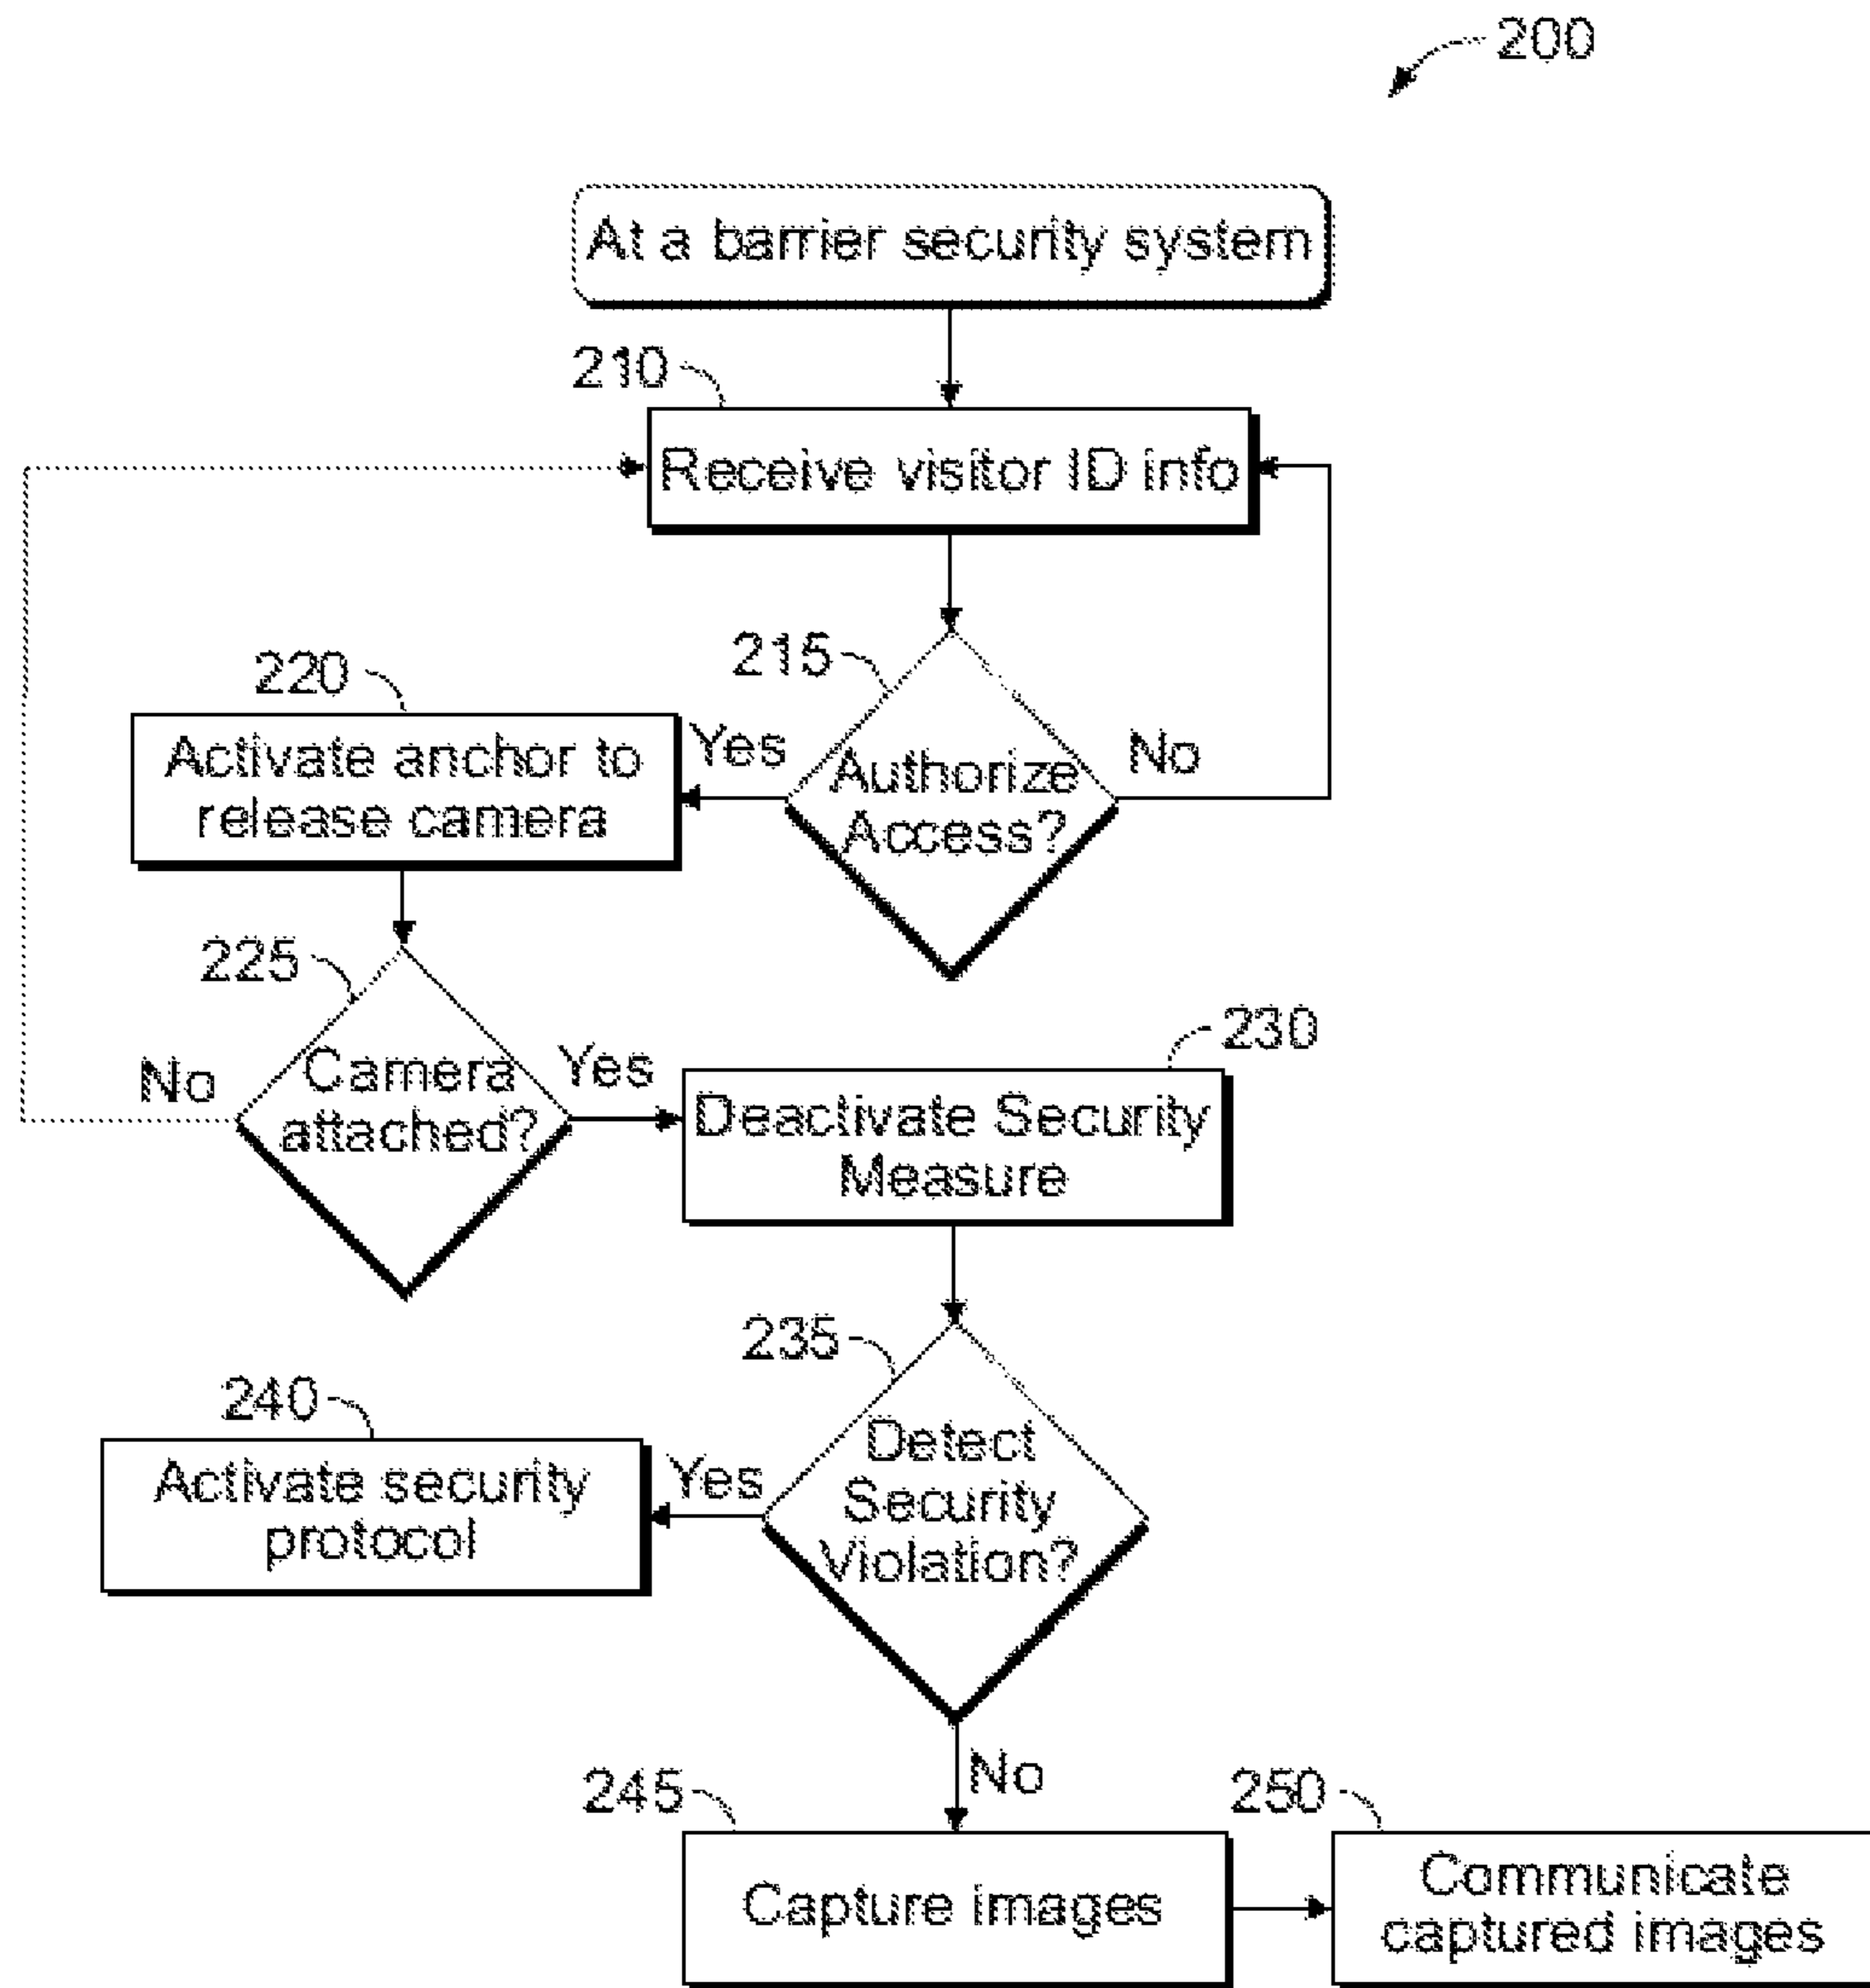 200
At a barrier security system
210
Receive visitor ID info
215
Authorize
Access?
Yes
No
220
Activate anchor to
release camera
225
Camera
attached?
No
Yes
230
Deactivate Security
Measure
235
Detect
Security
Violation?
Yes
No
240
Activate security
protocol
245
Capture images
250
Communicate
captured images